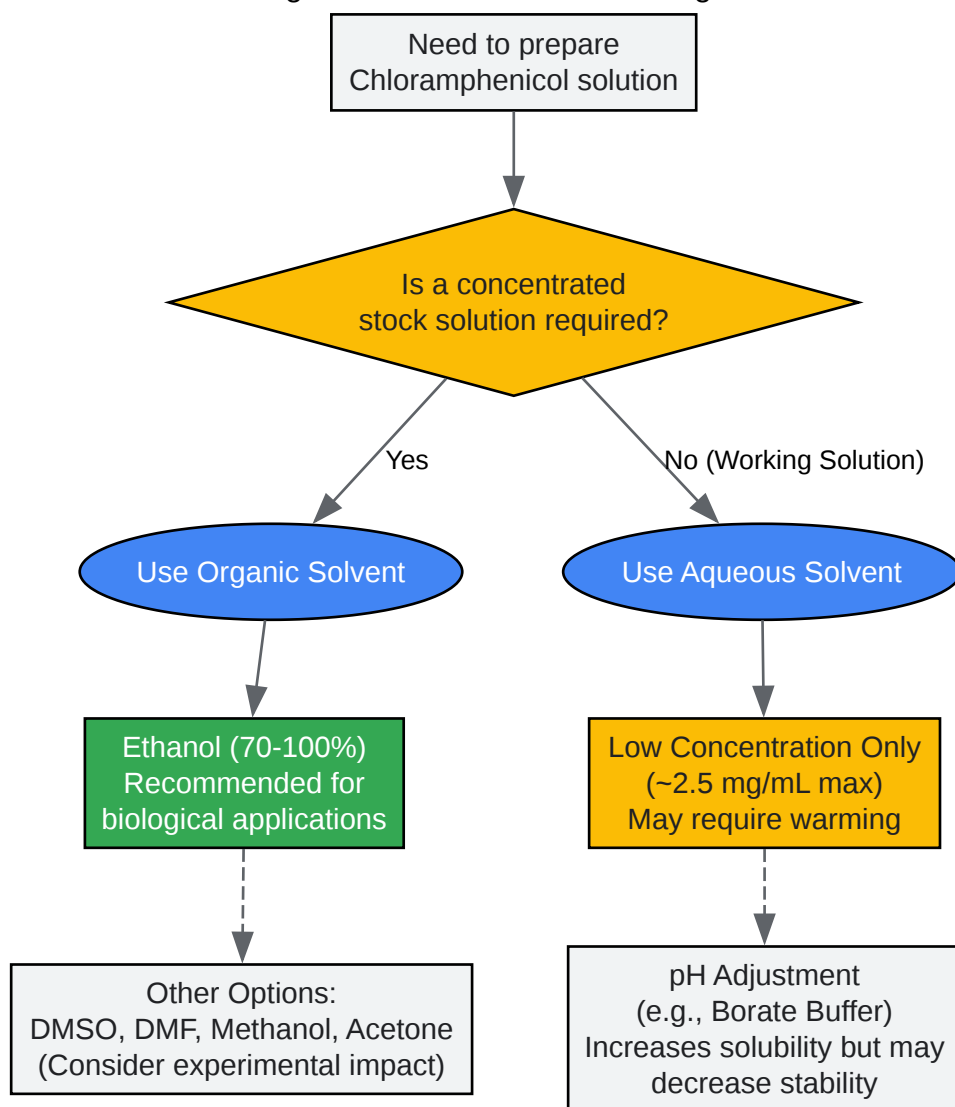 Need to prepare
Chloramphenicol solution
Is a concentrated
stock solution required?
Yes
No (Working Solution)
Use Organic Solvent
Use Aqueous Solvent
Ethanol (70-100%)
Recommended for
biological applications
Low Concentration Only
(~2.5 mg/mL max)
May require warming
Other Options:
DMSO, DMF, Methanol, Acetone
(Consider experimental impact)
pH Adjustment
(e.g., Borate Buffer)
Increases solubility but may
decrease stability